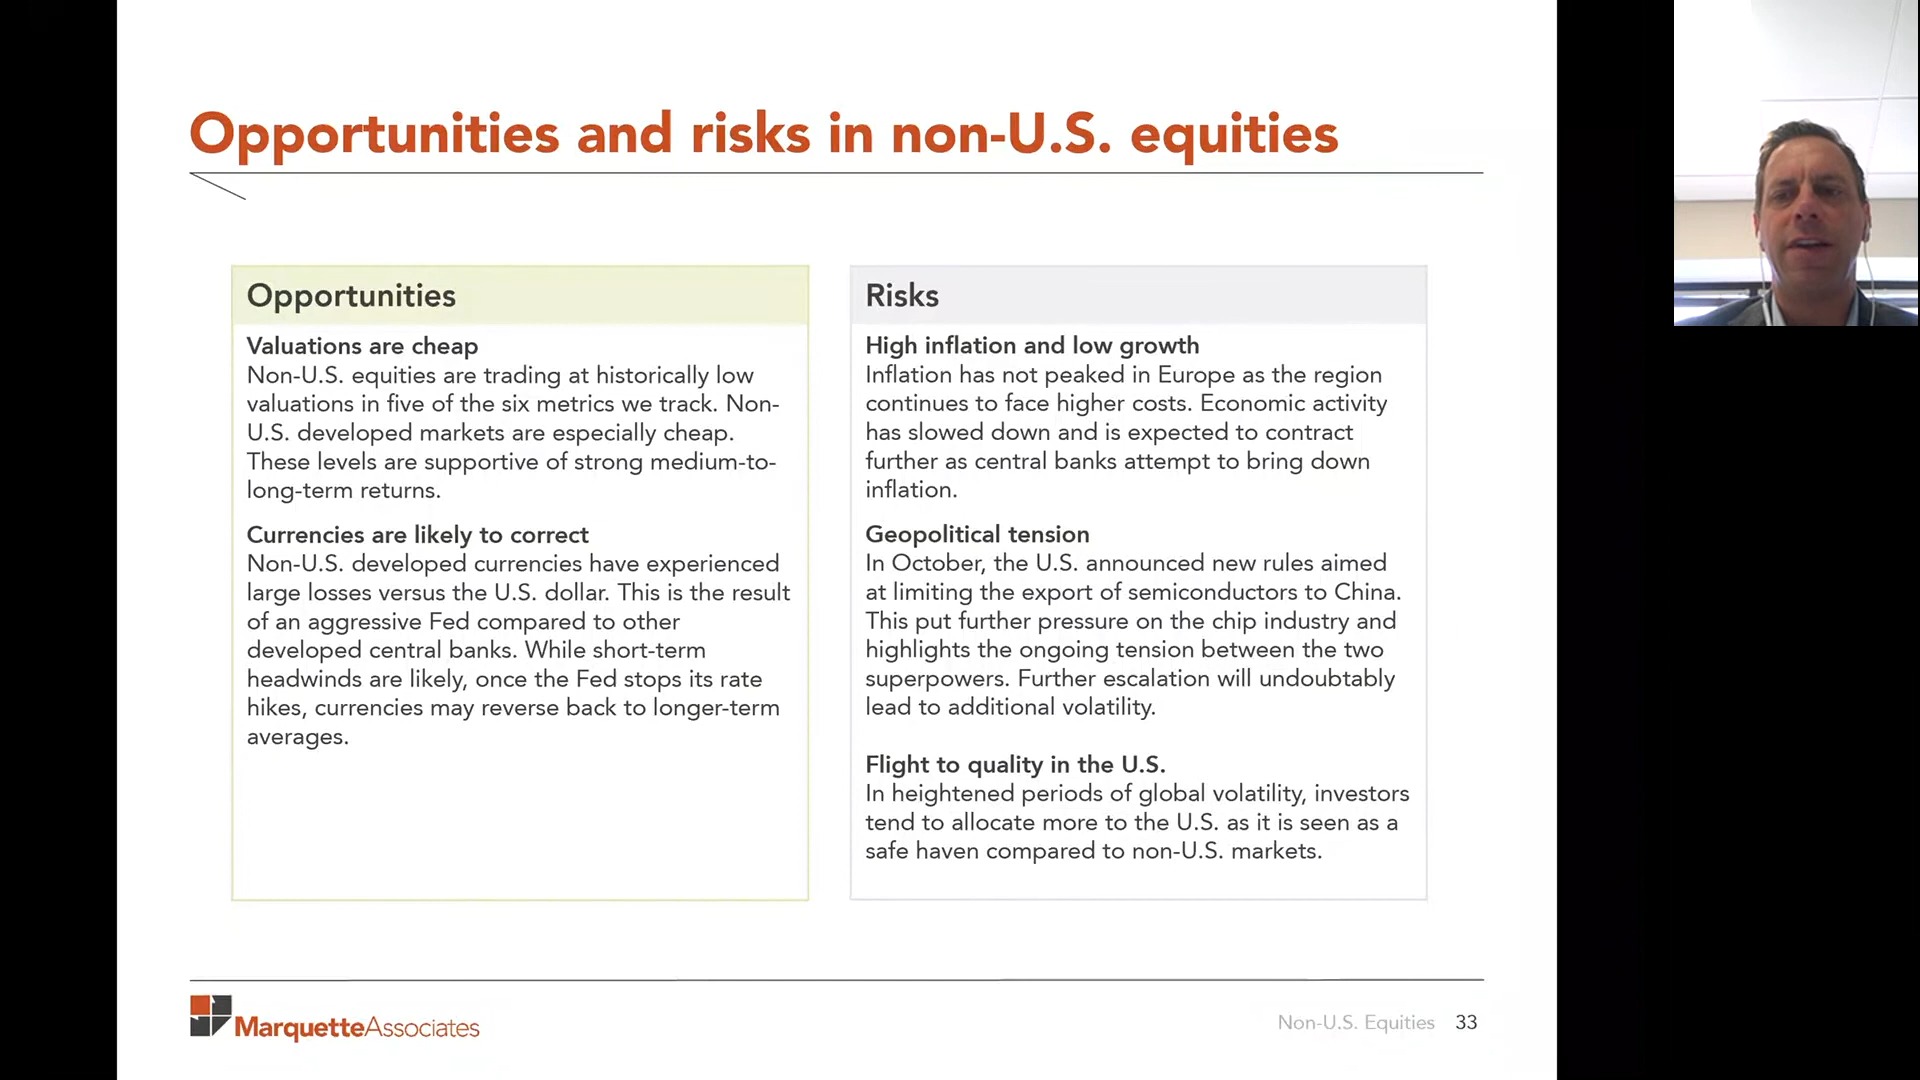 Opportunities and risks in non-U.S. equities
Opportunities
Valuations are cheap
Non-U.S. equities are trading at historically low
valuations in five of the six metrics we track. Non-
U.S. developed markets are especially cheap.
These levels are supportive of strong medium-to-
long-term returns.
Currencies are likely to correct
Non-U.S. developed currencies have experienced
large losses versus the U.S. dollar. This is the result
of an aggressive Fed compared to other
developed central banks. While short-term
headwinds are likely, once the Fed stops its rate
hikes, currencies may reverse back to longer-term
averages.
Risks
High inflation and low growth
Inflation has not peaked in Europe as the region
continues to face higher costs. Economic activity
has slowed down and is expected to contract
further as central banks attempt to bring down
inflation.
Geopolitical tension
In October, the U.S. announced new rules aimed
at limiting the export of semiconductors to China.
This put further pressure on the chip industry and
highlights the ongoing tension between the two
superpowers. Further escalation will undoubtably
lead to additional volatility.
Flight to quality in the U.S.
In heightened periods of global volatility, investors
tend to allocate more to the U.S. as it is seen as a
safe haven compared to non-U.S. markets.
MarquetteAssociates
Non-U.S. Equities 33